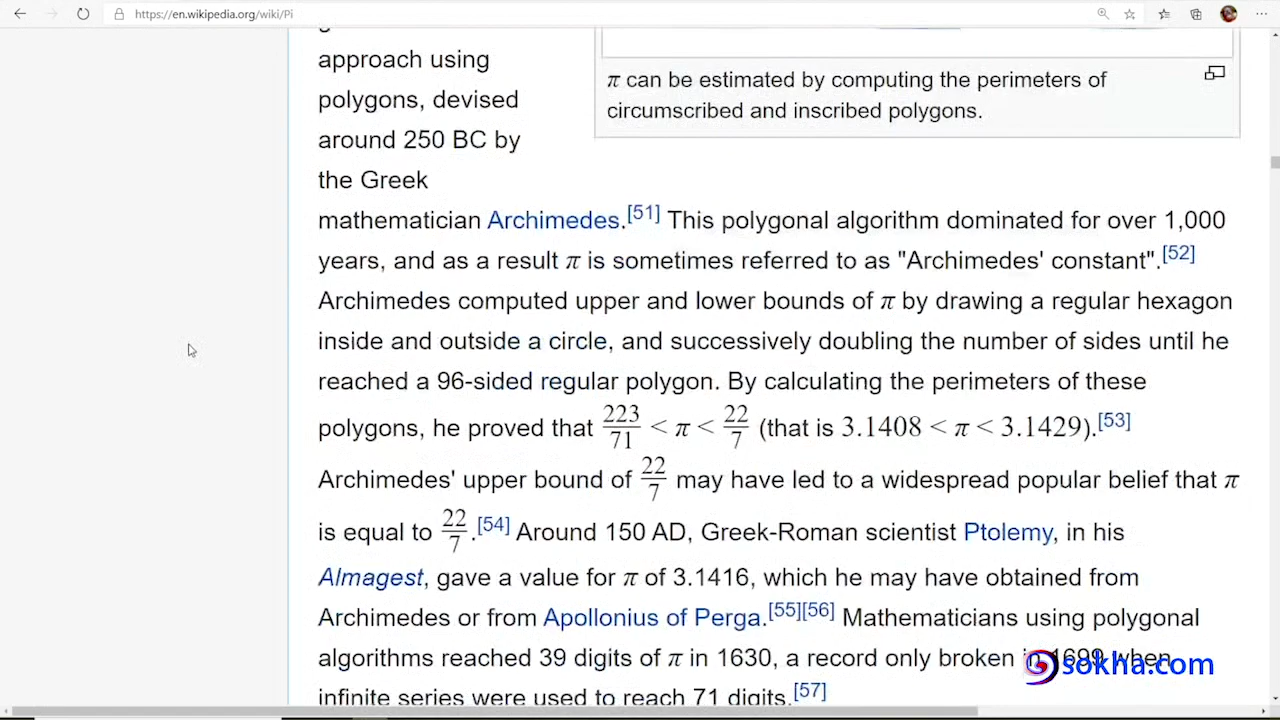 https://en.wikipedia.org/wiki/Pi
approach using
polygons, devised
around 250 BC by
the Greek
π can be estimated by computing the perimeters of
circumscribed and inscribed polygons.
mathematician Archimedes.[51] This polygonal algorithm dominated for over 1,000
years, and as a result π is sometimes referred to as "Archimedes' constant".[52]
Archimedes computed upper and lower bounds of π by drawing a regular hexagon
inside and outside a circle, and successively doubling the number of sides until he
reached a 96-sided regular polygon. By calculating the perimeters of these
polygons, he proved that 223/71 < π < 22/7 (that is 3.1408 < π < 3.1429).[53]
Archimedes' upper bound of 22/7 may have led to a widespread popular belief that π
is equal to 22/7.[54] Around 150 AD, Greek-Roman scientist Ptolemy, in his
Almagest, gave a value for π of 3.1416, which he may have obtained from
Archimedes or from Apollonius of Perga.[55][56] Mathematicians using polygonal
algorithms reached 39 digits of π in 1630, a record only broken in 1699 when
infinite series were used to reach 71 digits.[57]
sokha.com